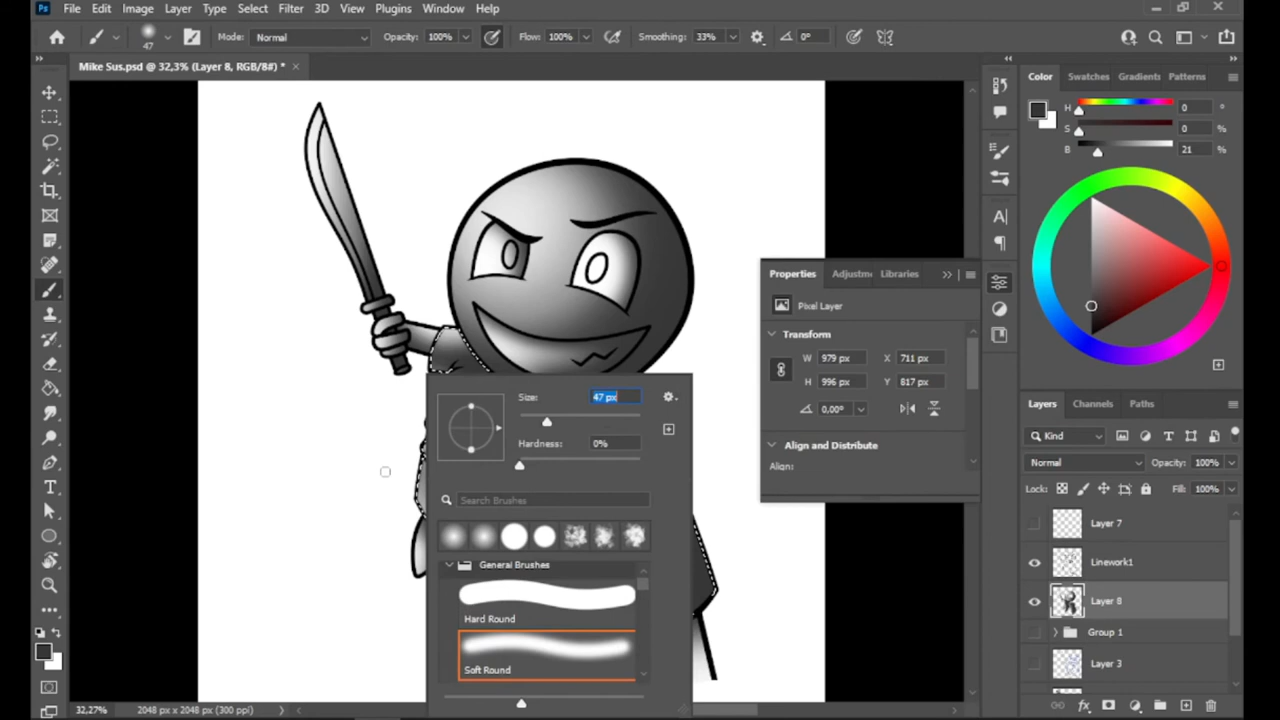 Ps File Edit Image Layer Type Select Filter 3D View Plugins Window Help
47 Mode: Normal Opacity: 100% Flow: 100% Smoothing: 33% 0°
Mike Sus.psd @ 32,3% (Layer 8, RGB/8#) *
Color Swatches Gradients Patterns
H 0 °
S 0 %
B 21 %
Properties Adjustm Libraries
Pixel Layer
Transform
W 979 px X 711 px
H 996 px Y 817 px
0,00°
Align and Distribute
Align:
Size: 47 px
Hardness: 0%
Search Brushes
General Brushes
Hard Round
Soft Round
Layers Channels Paths
Kind
Normal Opacity: 100%
Lock: Fill: 100%
Layer 7
Linework1
Layer 8
Group 1
Layer 3
32,27% 2048 px x 2048 px (300 ppi)